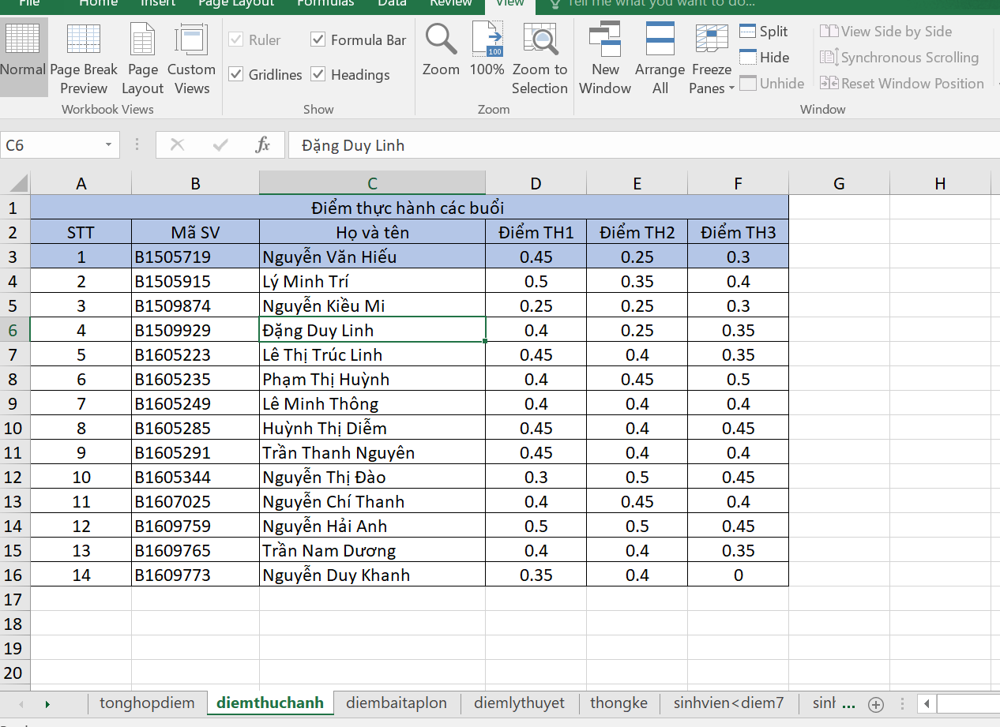 File Home Insert Page Layout Formulas Data Review View Tell me what you want to do...
Ruler Formula Bar Split View Side by Side
Hide Synchronous Scrolling
Normal Page Break Page Custom Gridlines Headings Zoom 100% Zoom to New Arrange Freeze Unhide Reset Window Position
Preview Layout Views Selection Window All Panes
100
Workbook Views Show Zoom Window
C6 fx Đặng Duy Linh
A B C D E F G H
1 Điểm thực hành các buổi
2 STT Mã SV Họ và tên Điểm TH1 Điểm TH2 Điểm TH3
3 1 B1505719 Nguyễn Văn Hiếu 0.45 0.25 0.3
4 2 B1505915 Lý Minh Trí 0.5 0.35 0.4
5 3 B1509874 Nguyễn Kiều Mi 0.25 0.25 0.3
6 4 B1509929 Đặng Duy Linh 0.4 0.25 0.35
7 5 B1605223 Lê Thị Trúc Linh 0.45 0.4 0.35
8 6 B1605235 Phạm Thị Huỳnh 0.4 0.45 0.5
9 7 B1605249 Lê Minh Thông 0.4 0.4 0.4
10 8 B1605285 Huỳnh Thị Diễm 0.45 0.4 0.45
11 9 B1605291 Trần Thanh Nguyên 0.45 0.4 0.4
12 10 B1605344 Nguyễn Thị Đào 0.3 0.5 0.45
13 11 B1607025 Nguyễn Chí Thanh 0.4 0.45 0.4
14 12 B1609759 Nguyễn Hải Anh 0.5 0.5 0.45
15 13 B1609765 Trần Nam Dương 0.4 0.4 0.35
16 14 B1609773 Nguyễn Duy Khanh 0.35 0.4 0
17
18
19
20
tonghopdiem diemthuchanh diembaitaplon diemlythuyet thongke sinhvien<diem7 sinh ...